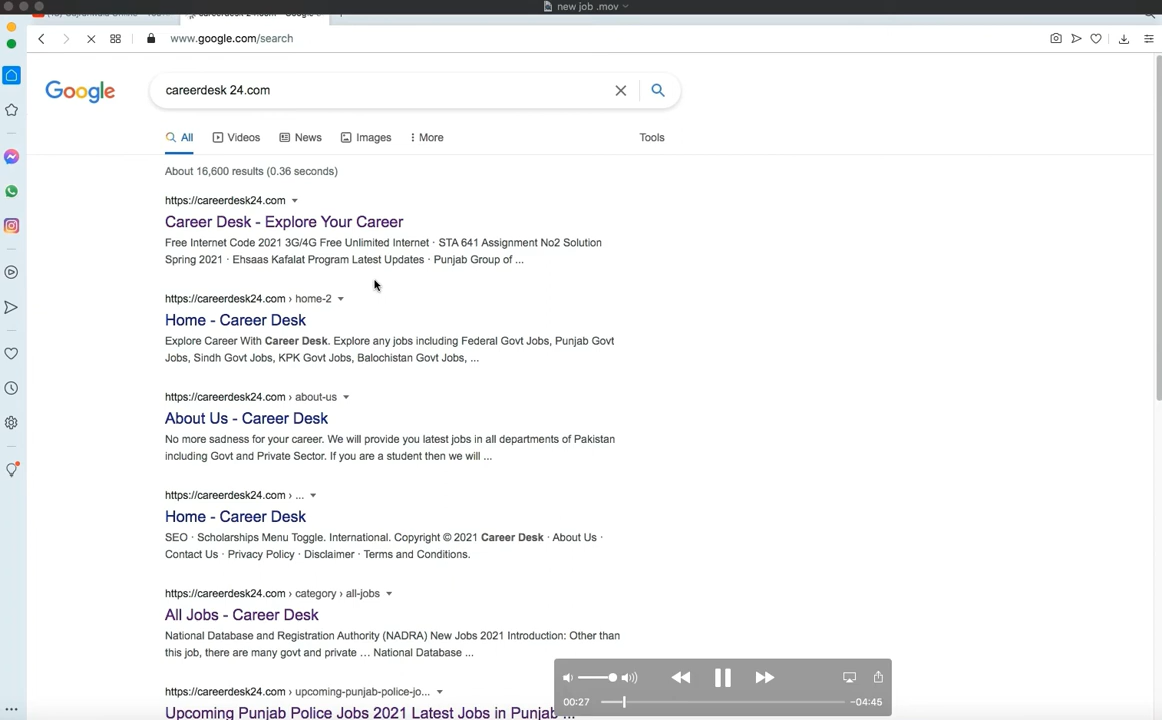 new job .mov
www.google.com/search
Google
careerdesk 24.com
All Videos News Images More Tools
About 16,600 results (0.36 seconds)
https://careerdesk24.com
Career Desk - Explore Your Career
Free Internet Code 2021 3G/4G Free Unlimited Internet · STA 641 Assignment No2 Solution
Spring 2021 · Ehsaas Kafalat Program Latest Updates · Punjab Group of ...
https://careerdesk24.com › home-2
Home - Career Desk
Explore Career With Career Desk. Explore any jobs including Federal Govt Jobs, Punjab Govt
Jobs, Sindh Govt Jobs, KPK Govt Jobs, Balochistan Govt Jobs, ...
https://careerdesk24.com › about-us
About Us - Career Desk
No more sadness for your career. We will provide you latest jobs in all departments of Pakistan
including Govt and Private Sector. If you are a student then we will ...
https://careerdesk24.com › ...
Home - Career Desk
SEO · Scholarships Menu Toggle. International. Copyright © 2021 Career Desk · About Us ·
Contact Us · Privacy Policy · Disclaimer · Terms and Conditions.
https://careerdesk24.com › category › all-jobs
All Jobs - Career Desk
National Database and Registration Authority (NADRA) New Jobs 2021 Introduction: Other than
this job, there are many govt and private … National Database ...
https://careerdesk24.com › upcoming-punjab-police-jo...
Upcoming Punjab Police Jobs 2021 Latest Jobs in Punjab ...
00:27 -04:45